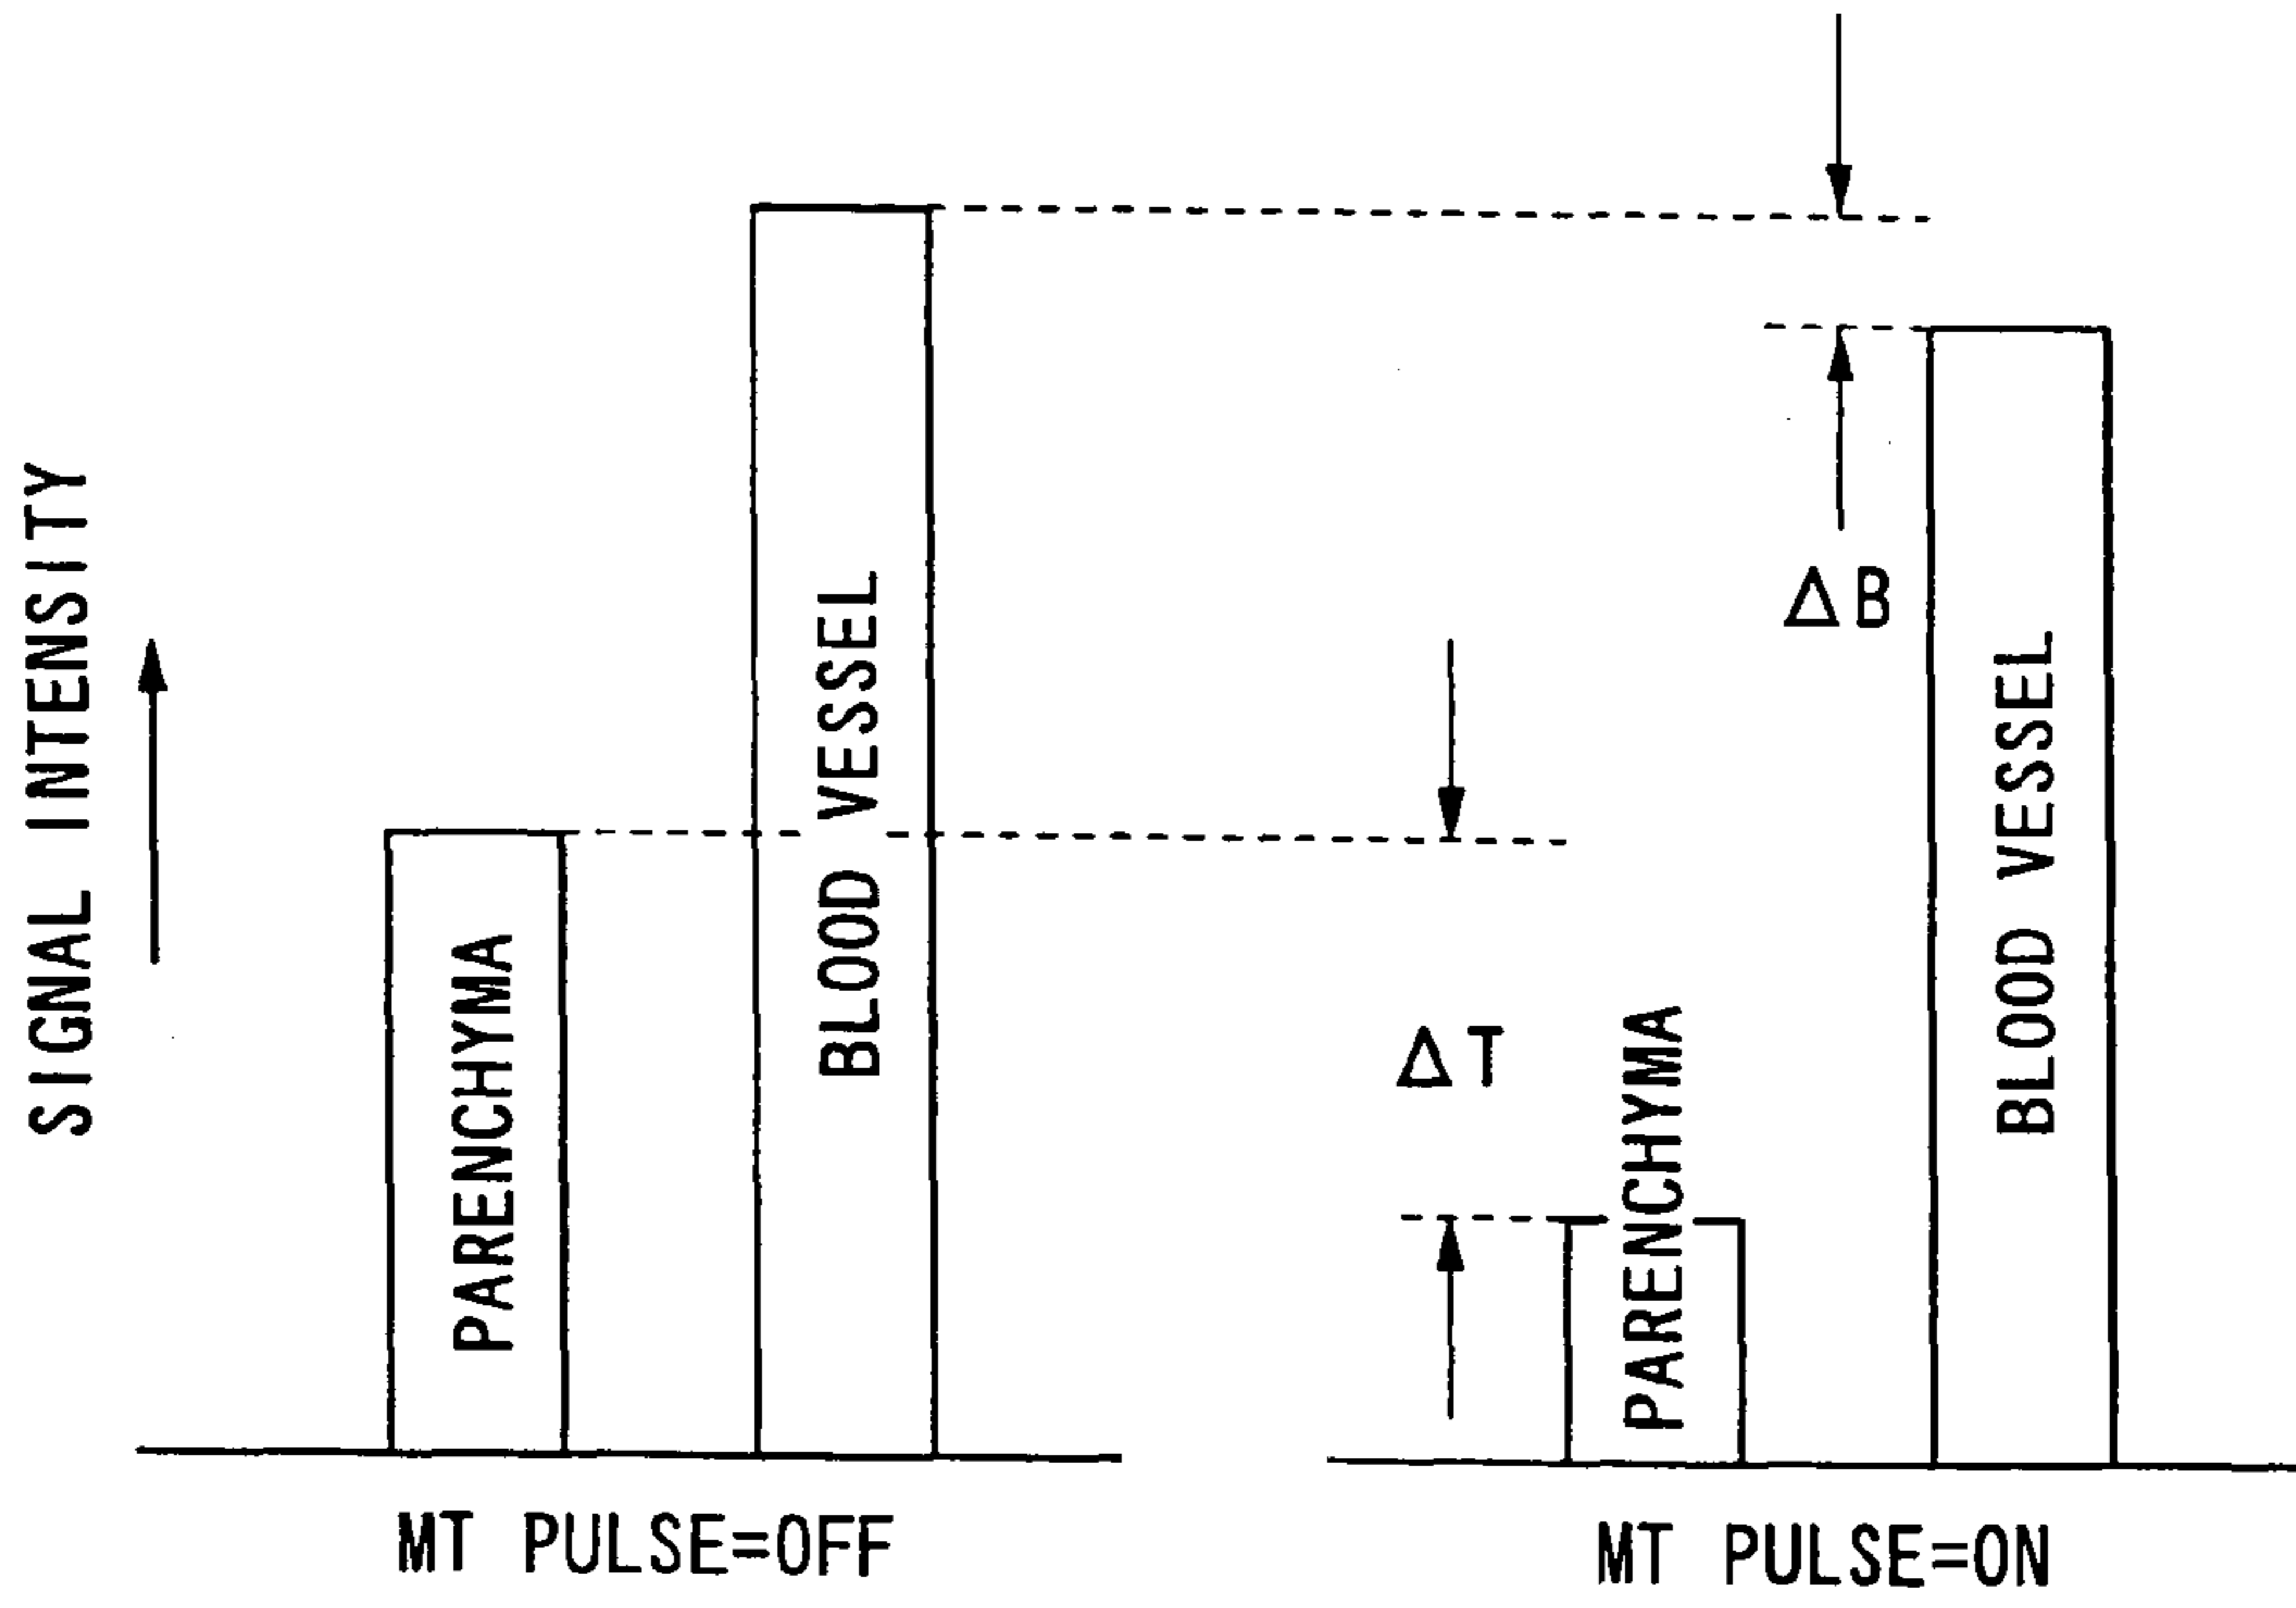 SIGNAL INTENSITY
PARENCHYMA
BLOOD VESSEL
MT PULSE=OFF
ΔT
PARENCHYMA
ΔB
BLOOD VESSEL
MT PULSE=ON